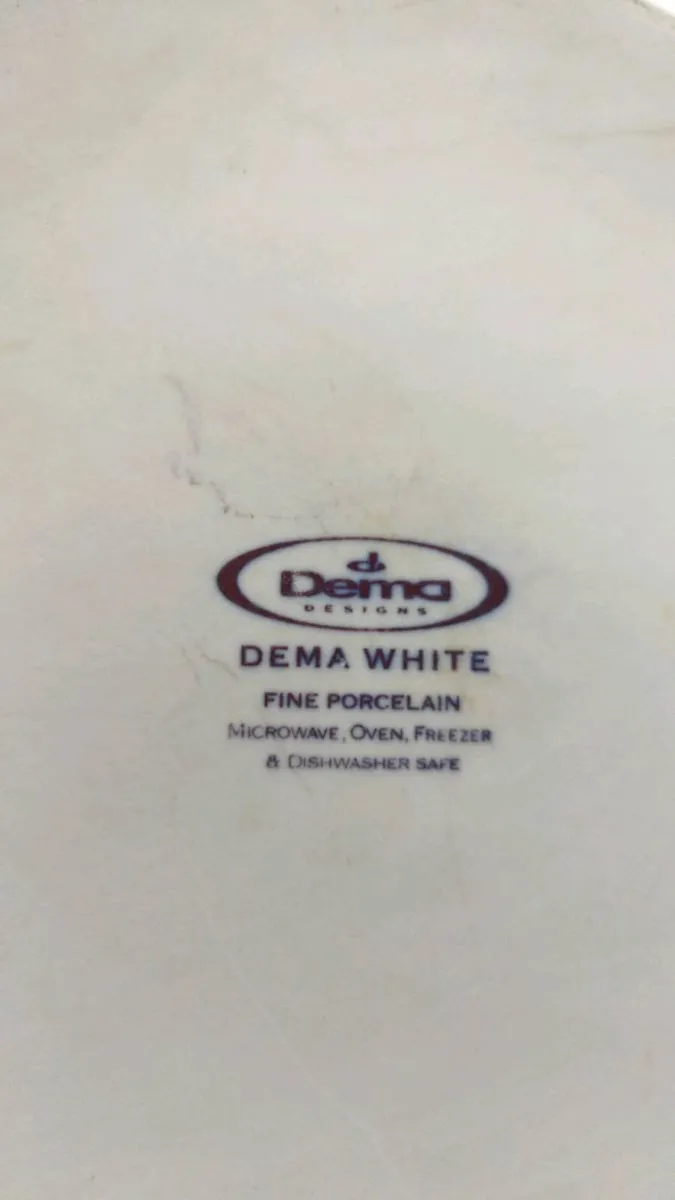 d
Dema
DESIGNS
DEMA WHITE
FINE PORCELAIN
MICROWAVE, OVEN, FREEZER
& DISHWASHER SAFE